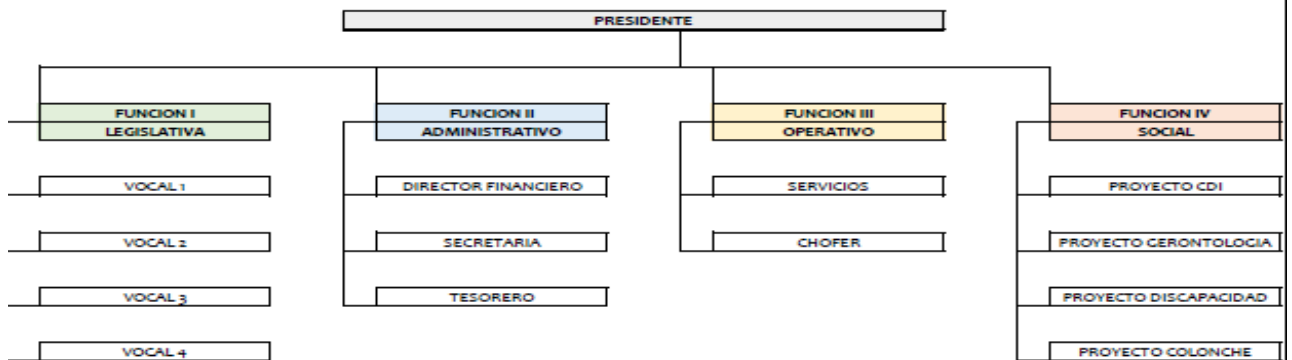 PRESIDENTE
FUNCION I
LEGISLATIVA
FUNCION II
ADMINISTRATIVO
FUNCION III
OPERATIVO
FUNCION IV
SOCIAL
VOCAL 1
DIRECTOR FINANCIERO
SERVICIOS
PROYECTO CDI
VOCAL 2
SECRETARIA
CHOFER
PROYECTO GERONTOLOGIA
VOCAL 3
TESORERO
PROYECTO DISCAPACIDAD
VOCAL 4
PROYECTO COLONCHE